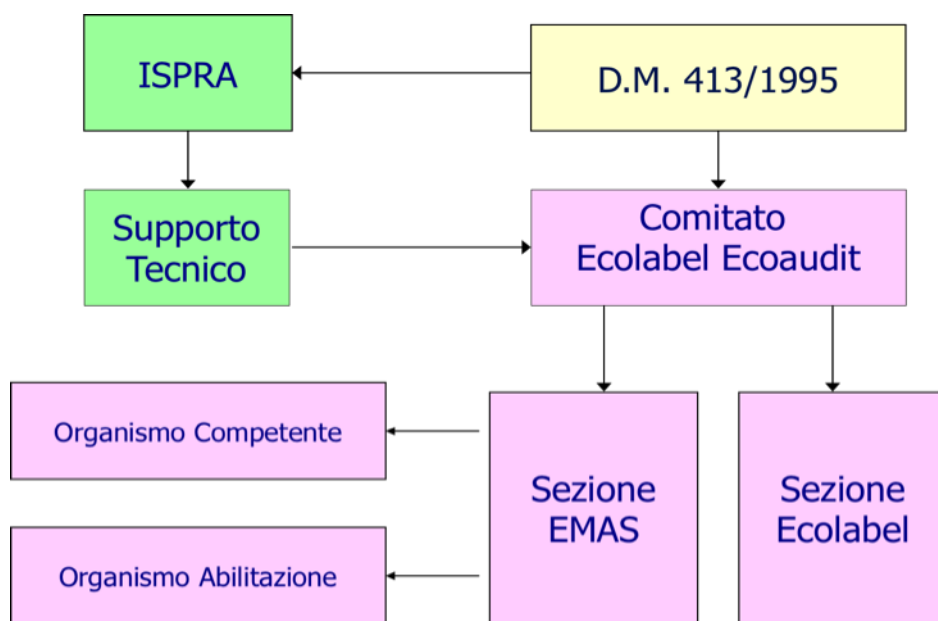 ISPRA
D.M. 413/1995
Supporto
Tecnico
Comitato
Ecolabel Ecoaudit
Organismo Competente
Organismo Abilitazione
Sezione
EMAS
Sezione
Ecolabel